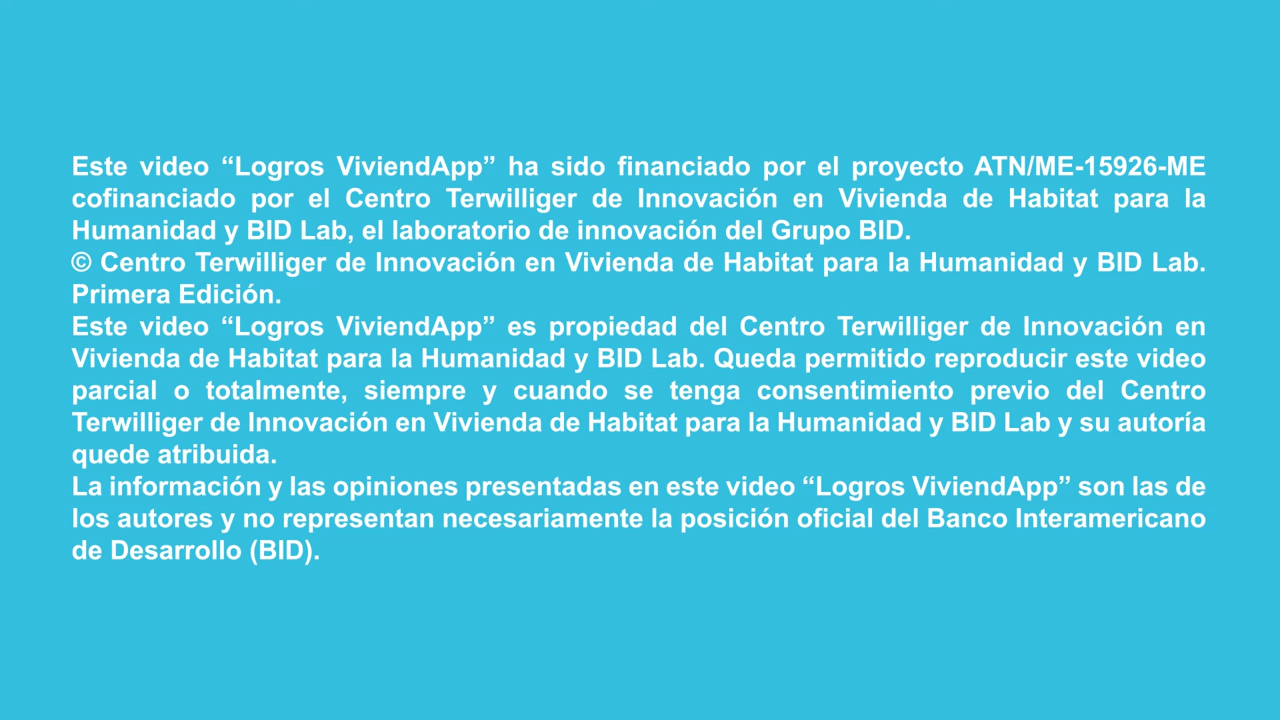 Este video “Logros ViviendApp” ha sido financiado por el proyecto ATN/ME-15926-ME
cofinanciado por el Centro Terwilliger de Innovación en Vivienda de Habitat para la
Humanidad y BID Lab, el laboratorio de innovación del Grupo BID.
© Centro Terwilliger de Innovación en Vivienda de Habitat para la Humanidad y BID Lab.
Primera Edición.
Este video “Logros ViviendApp” es propiedad del Centro Terwilliger de Innovación en
Vivienda de Habitat para la Humanidad y BID Lab. Queda permitido reproducir este video
parcial o totalmente, siempre y cuando se tenga consentimiento previo del Centro
Terwilliger de Innovación en Vivienda de Habitat para la Humanidad y BID Lab y su autoría
quede atribuida.
La información y las opiniones presentadas en este video “Logros ViviendApp” son las de
los autores y no representan necesariamente la posición oficial del Banco Interamericano
de Desarrollo (BID).